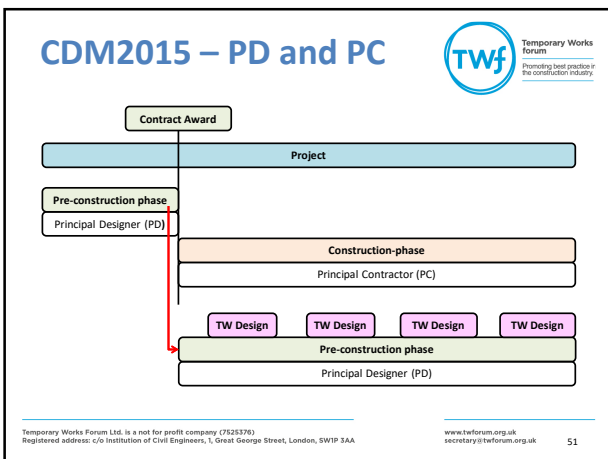 CDM2015 – PD and PC
TWf
Temporary Works
forum
Promoting best practice in
the construction industry.
Contract Award
Project
Pre-construction phase
Principal Designer (PD)
Construction-phase
Principal Contractor (PC)
TW Design
TW Design
TW Design
TW Design
Pre-construction phase
Principal Designer (PD)
Temporary Works Forum Ltd. is a not for profit company (7525376)
Registered address: c/o Institution of Civil Engineers, 1, Great George Street, London, SW1P 3AA
www.twforum.org.uk
secretary@twforum.org.uk
51